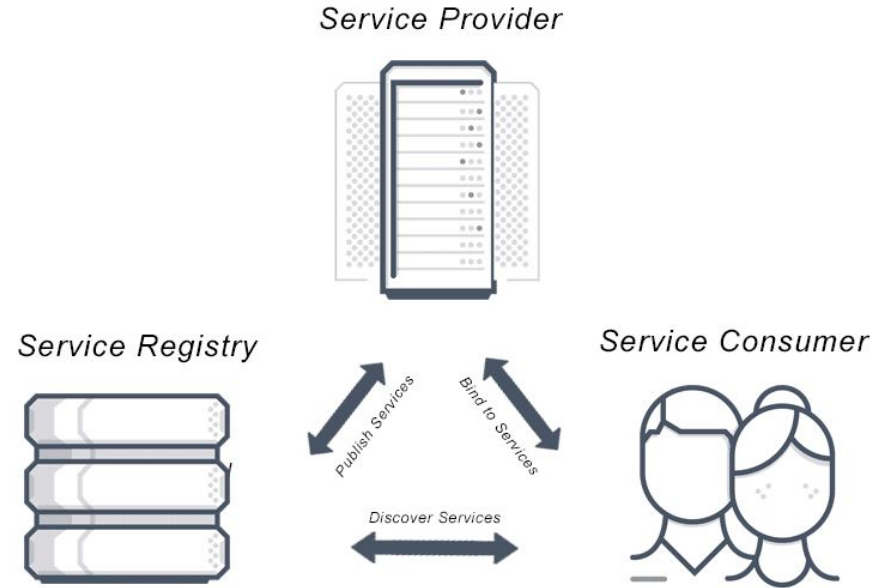 Service Provider
Service Registry
Service Consumer
Publish Services
Bind to Services
Discover Services